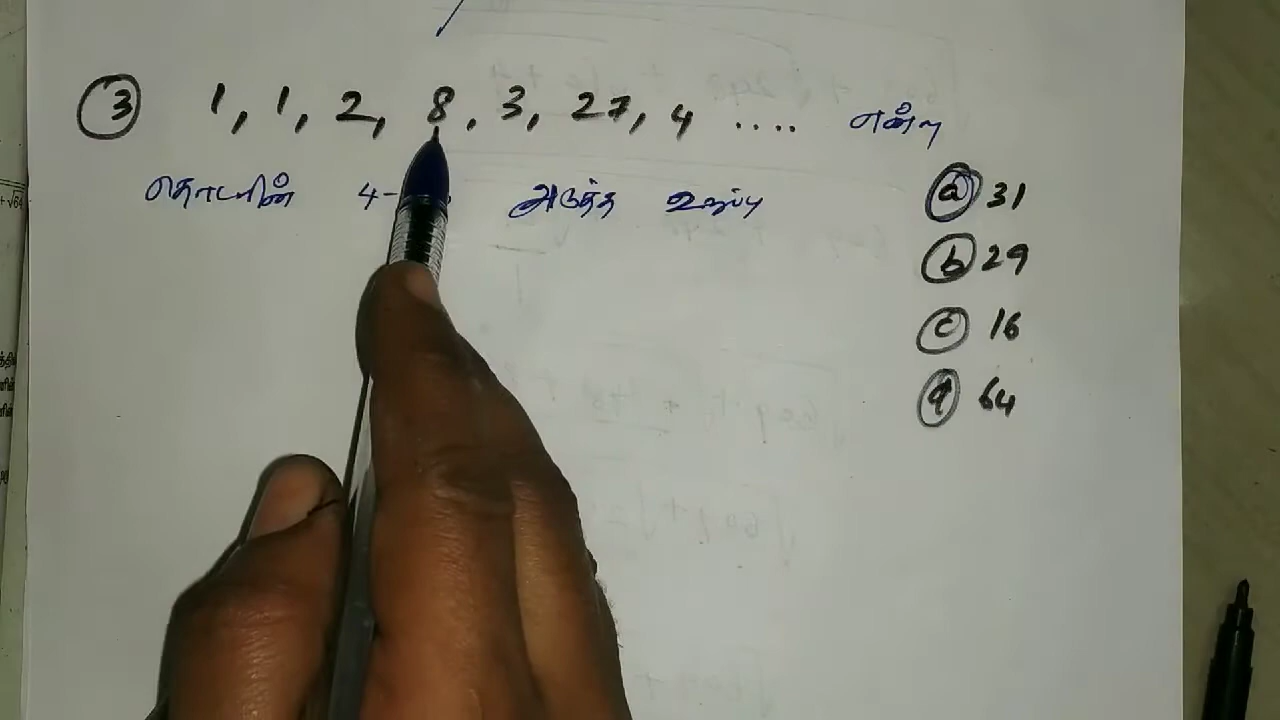 3 1, 1, 2, 8, 3, 27, 4 .... என்ற
தொடரின் 4- அடுத்த உறுப்பு
a 31
b 29
c 16
d 64